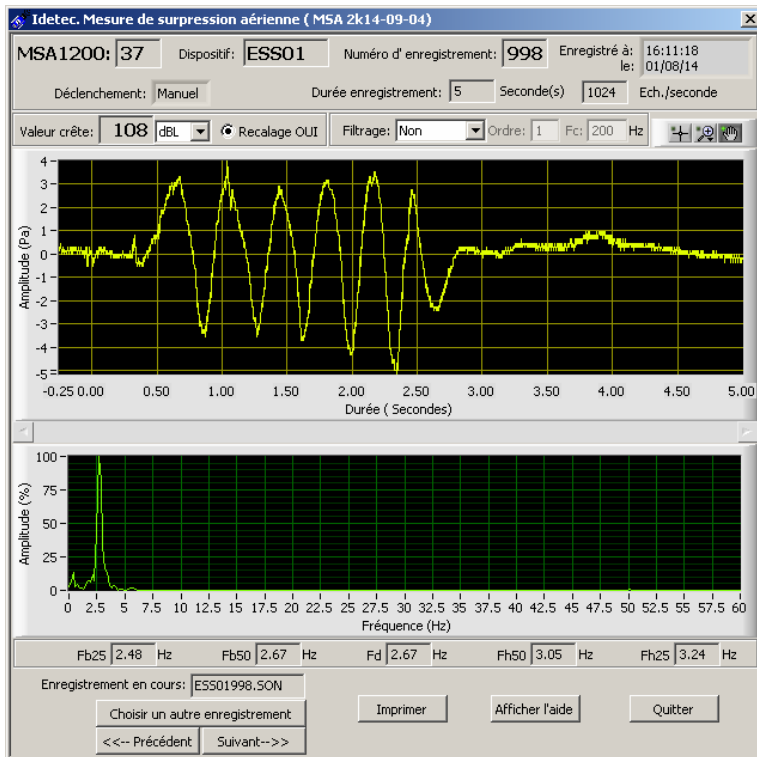 Idetec. Mesure de surpression aérienne ( MSA 2k14-09-04)
MSA1200: 37 Dispositif: ESS01 Numéro d' enregistrement: 998 Enregistré à: 16:11:18
le: 01/08/14
Déclenchement: Manuel Durée enregistrement: 5 Seconde(s) 1024 Ech./seconde
Valeur crête: 108 dBL Recalage OUI Filtrage: Non Ordre: 1 Fc: 200 Hz
Amplitude (Pa)
4
3
2
1
0
-1
-2
-3
-4
-5
-0.25 0.00 0.50 1.00 1.50 2.00 2.50 3.00 3.50 4.00 4.50 5.00
Durée ( Secondes)
Amplitude (%)
100
75
50
25
0
0 2.5 5 7.5 10 12.5 15 17.5 20 22.5 25 27.5 30 32.5 35 37.5 40 42.5 45 47.5 50 52.5 55 57.5 60
Fréquence (Hz)
Fb25 2.48 Hz Fb50 2.67 Hz Fd 2.67 Hz Fh50 3.05 Hz Fh25 3.24 Hz
Enregistrement en cours: ESS01998.SON
Choisir un autre enregistrement Imprimer Afficher l'aide Quitter
<<-- Précédent Suivant-->>